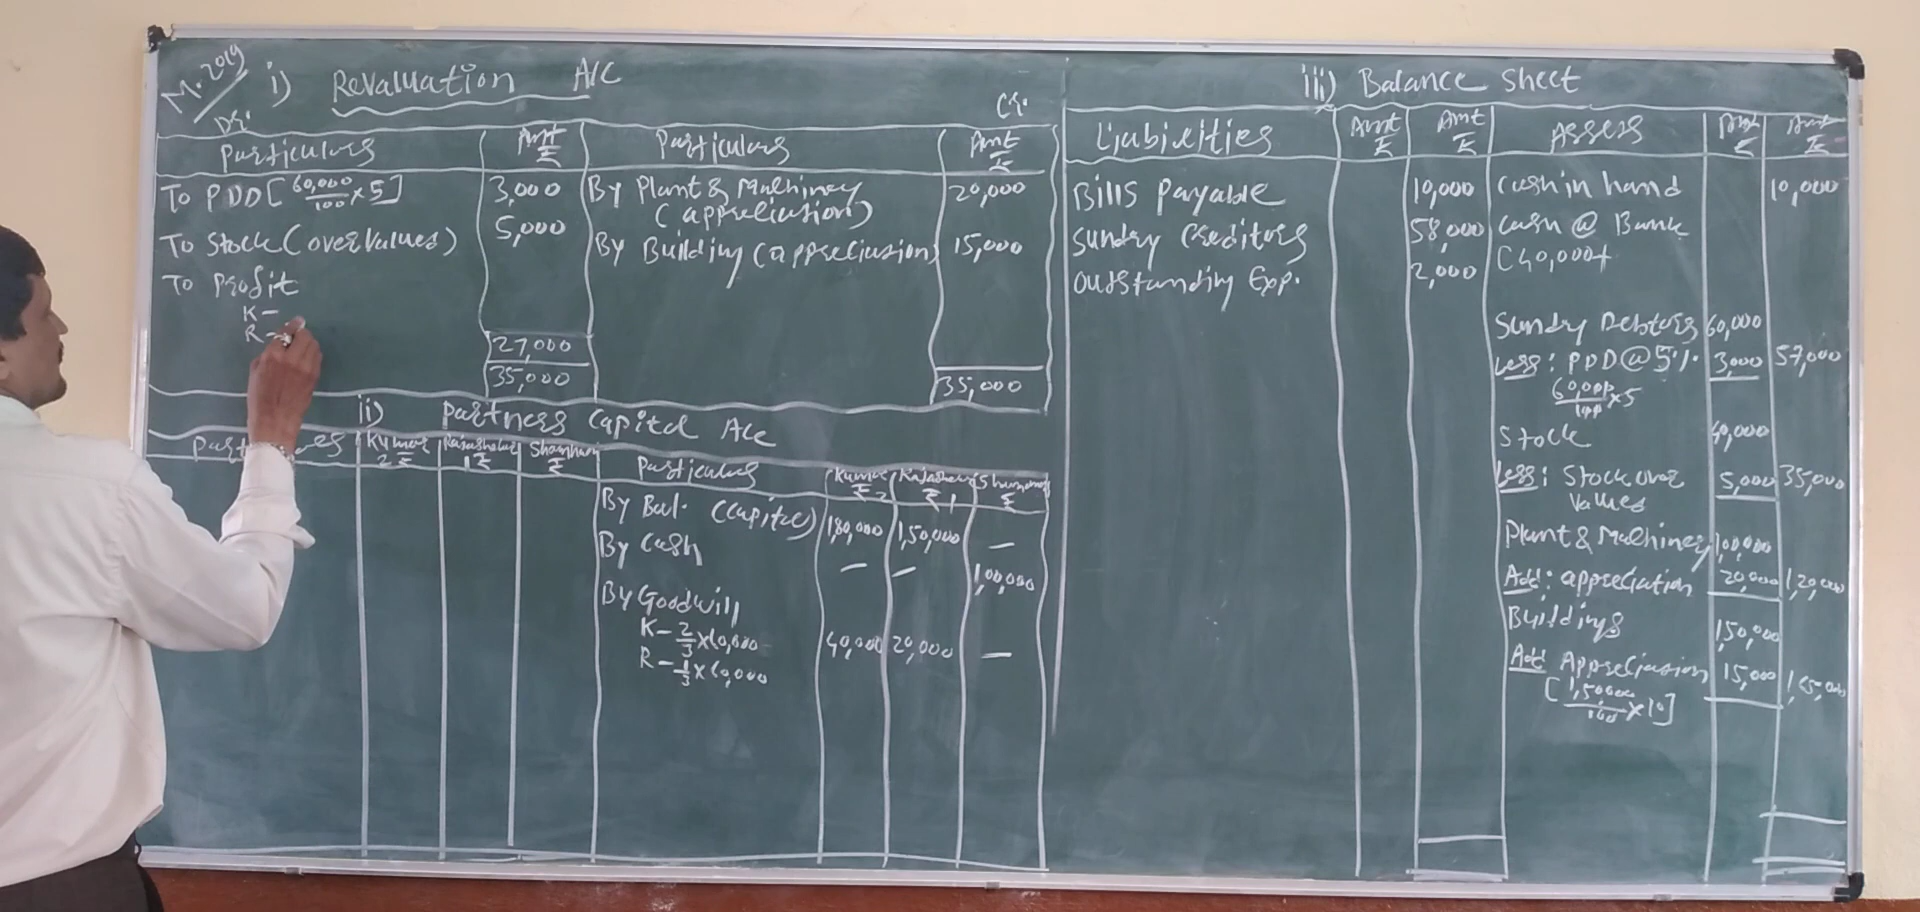 M. 2019
i) Revaluation A/c
Dr. Cr.
Particulars Amt ₹ Particulars Amt ₹
To PDD [60,000/100 × 5] 3,000 By Plant & Machinery 20,000
(appreciation)
To Stock (over values) 5,000 By Building (appreciation) 15,000
To Profit
K –
R –
27,000
35,000 35,000
ii) Partners Capital A/c
Kumar 2 ₹ Rajashekar 1 ₹ ₹ Particulars Kumar ₹ 2 ₹ 1 ₹
By Bal. (Capital) 1,80,000 1,50,000 –
By Cash – – 1,00,000
By Goodwill
K – 2/3 × 60,000 40,000 20,000 –
R – 1/3 × 60,000
iii) Balance Sheet
Liabilities Amt ₹ Amt ₹ Assess Amt ₹ Amt ₹
Bills Payable 10,000 Cash in hand 10,000
Sundry Creditors 58,000 Cash @ Bank
Outstanding Exp. 2,000 (40,000+
Sundry Debtors 60,000
Less: PDD @ 5% 3,000 57,000
60,000/100 × 5
Stock 40,000
Less: Stock over 5,000 35,000
Values
Plant & Machinery 1,00,000
Add: appreciation 20,000 1,20,000
Buildings 1,50,000
Add Appreciation 15,000 1,65,000
[1,50,000/100 × 10]